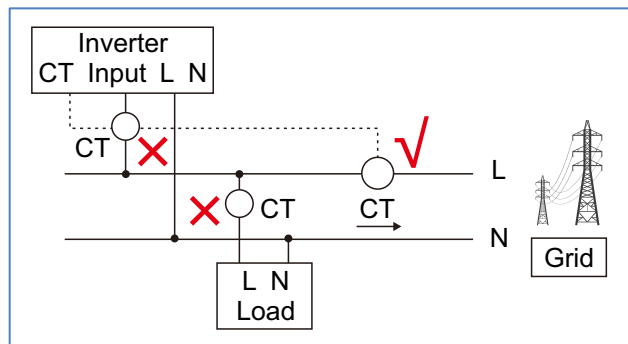 Inverter
CT Input L N
CT
L
CT
CT
N
Grid
L N
Load